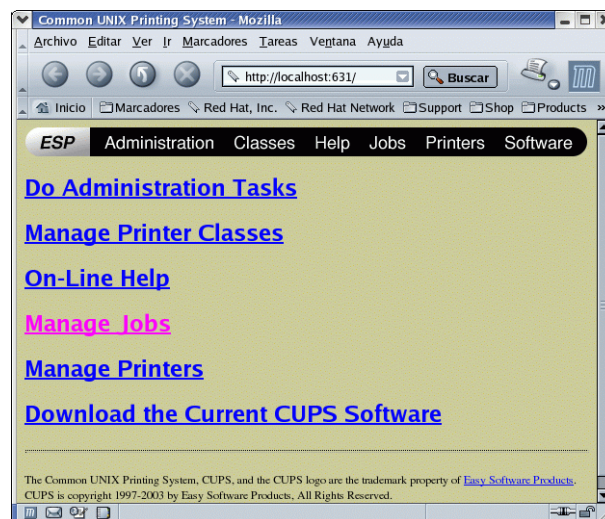 Common UNIX Printing System - Mozilla
Archivo Editar Ver Ir Marcadores Tareas Ventana Ayuda
http://localhost:631/ Buscar
Inicio Marcadores Red Hat, Inc. Red Hat Network Support Shop Products »
ESP Administration Classes Help Jobs Printers Software
Do Administration Tasks
Manage Printer Classes
On-Line Help
Manage Jobs
Manage Printers
Download the Current CUPS Software
The Common UNIX Printing System, CUPS, and the CUPS logo are the trademark property of Easy Software Products.
CUPS is copyright 1997-2003 by Easy Software Products, All Rights Reserved.